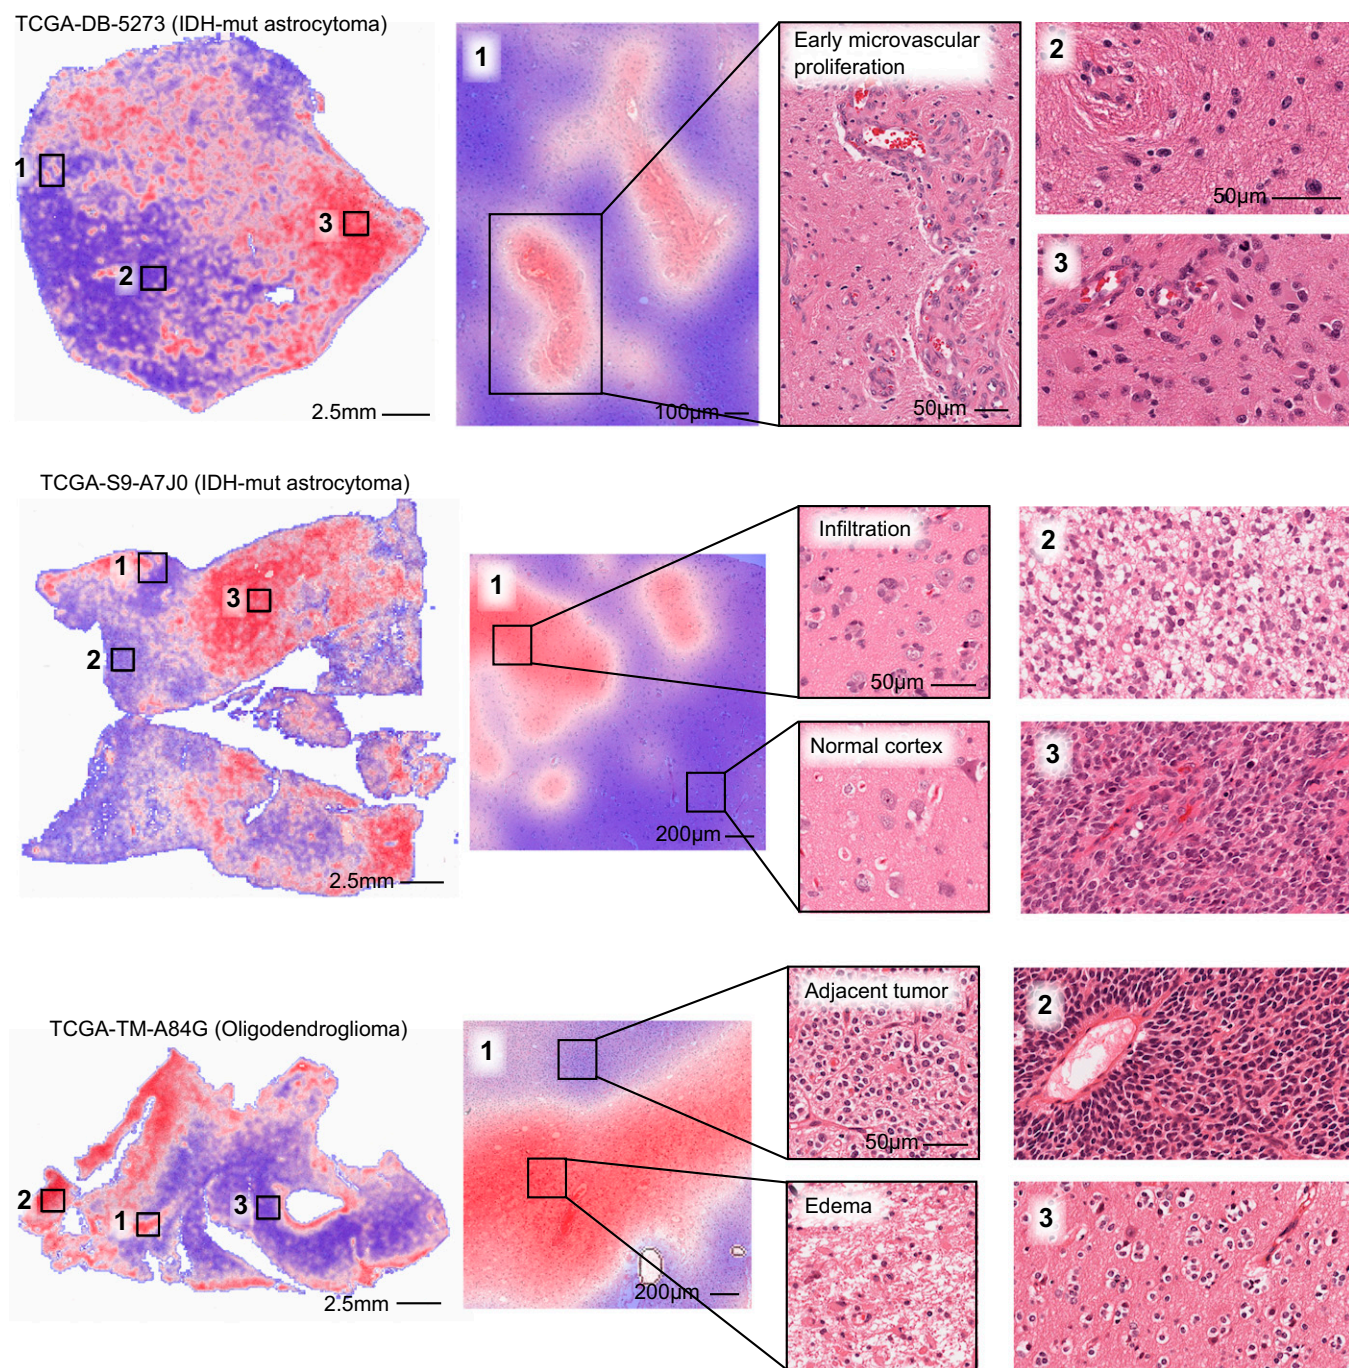 TCGA-DB-5273 (IDH-mut astrocytoma)
1
2
3
2.5mm
1
100µm
Early microvascular
proliferation
50µm
2
50µm
3
TCGA-S9-A7J0 (IDH-mut astrocytoma)
1
2
3
2.5mm
1
200µm
Infiltration
50µm
Normal cortex
2
3
TCGA-TM-A84G (Oligodendroglioma)
2
1
3
2.5mm
1
200µm
Adjacent tumor
50µm
Edema
2
3